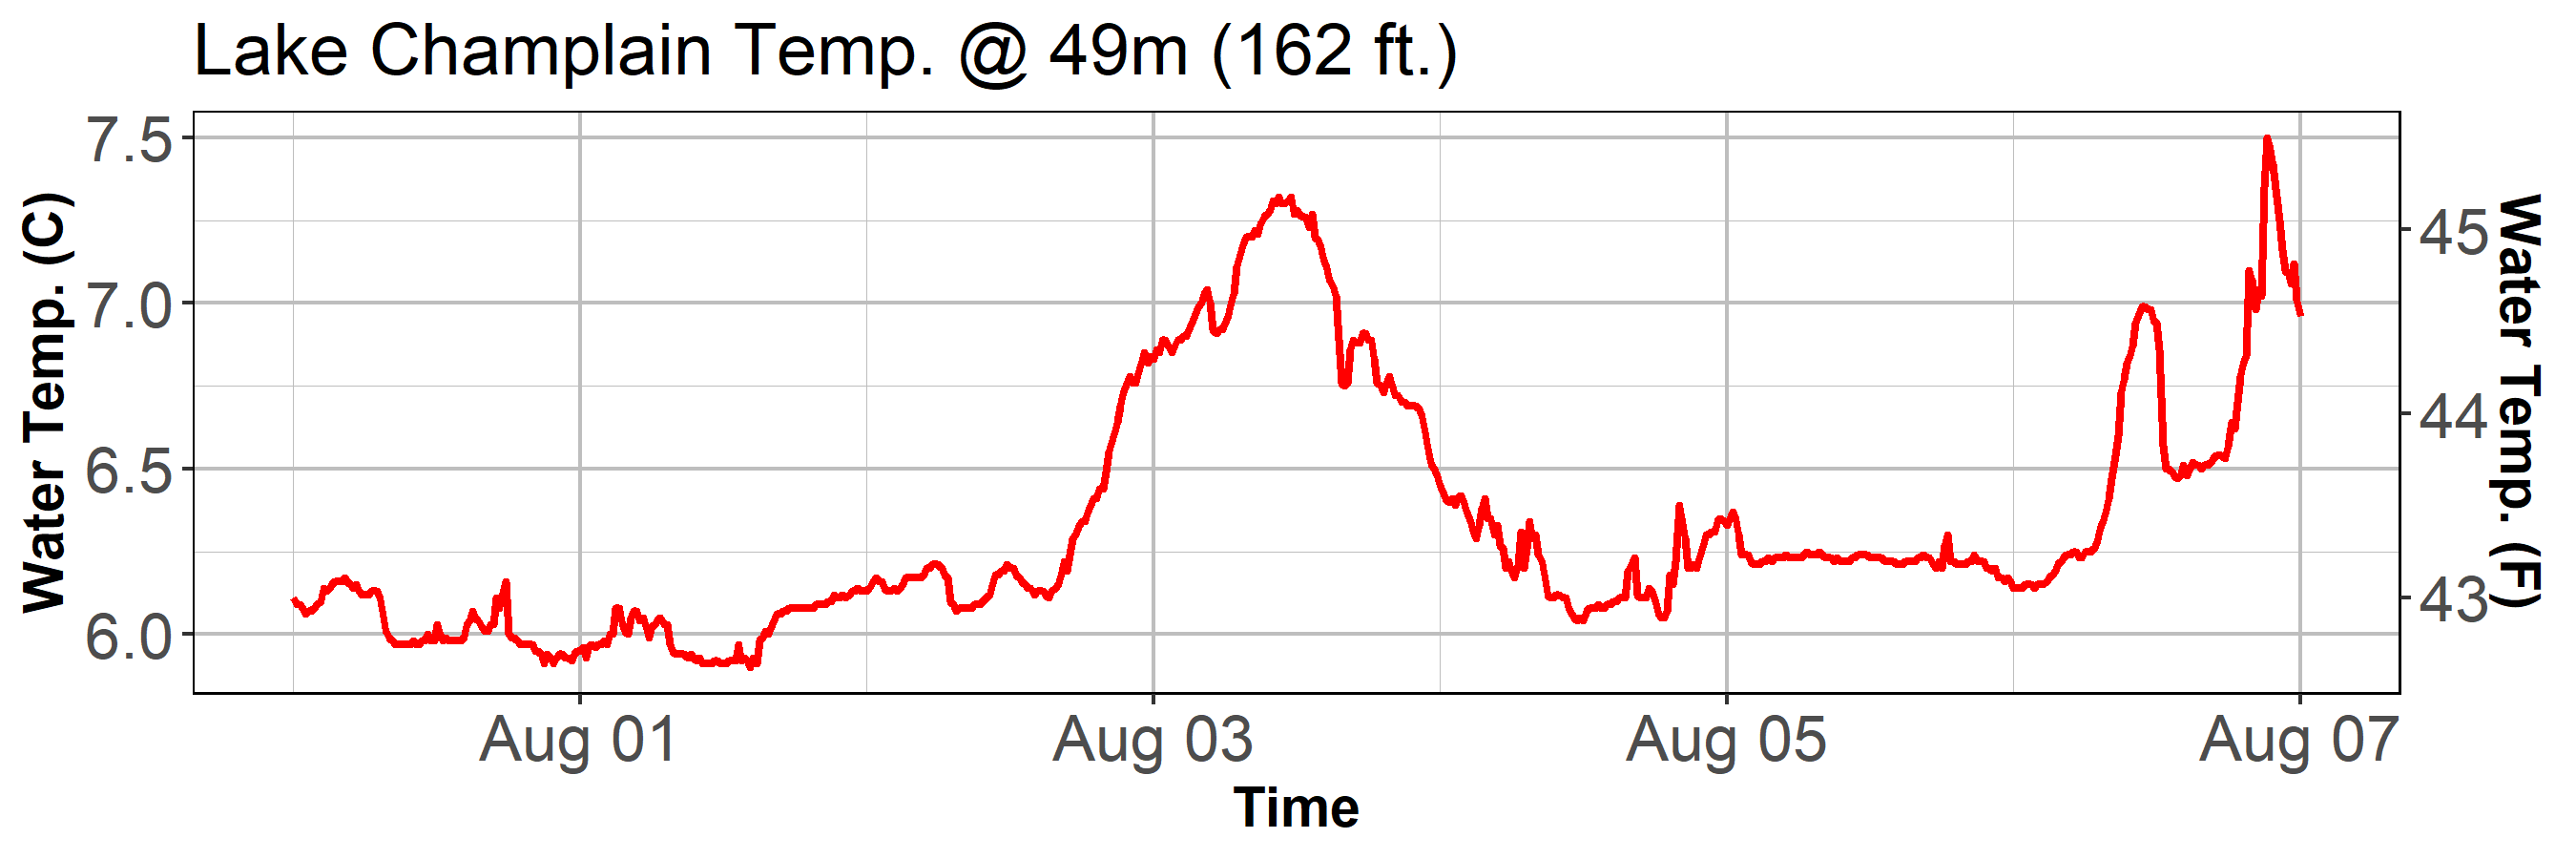 Lake Champlain Temp. @ 49m (162 ft.)
Water Temp. (C)
7.5
7.0
6.5
6.0
45
44
43
Water Temp. (F)
Aug 01 Aug 03 Aug 05 Aug 07
Time